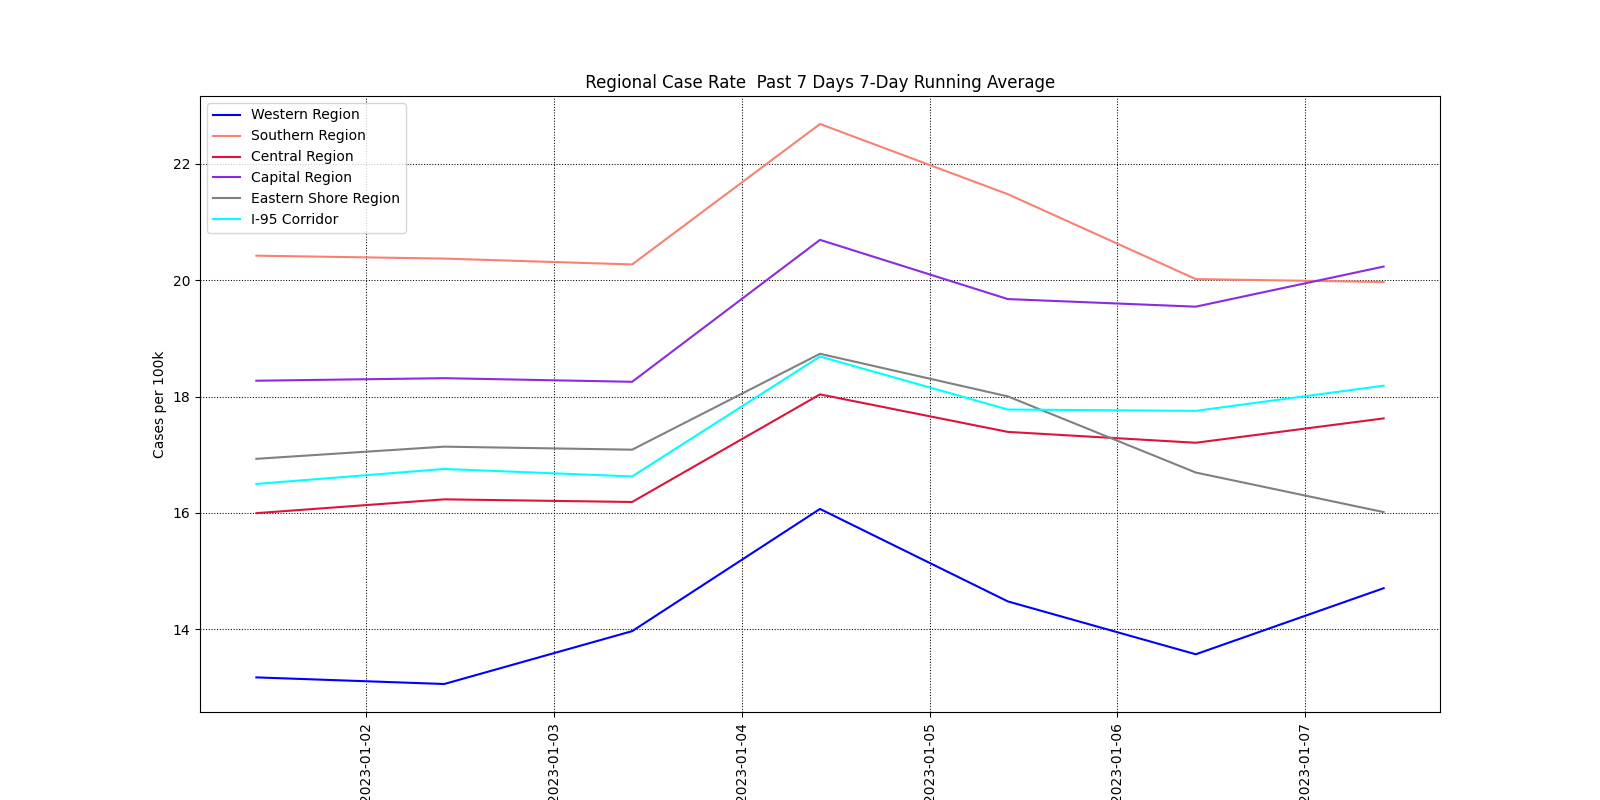 Regional Case Rate  Past 7 Days 7-Day Running Average
Western Region
Southern Region
Central Region
Capital Region
Eastern Shore Region
I-95 Corridor
22
20
18
16
14
Cases per 100k
2023-01-02
2023-01-03
2023-01-04
2023-01-05
2023-01-06
2023-01-07